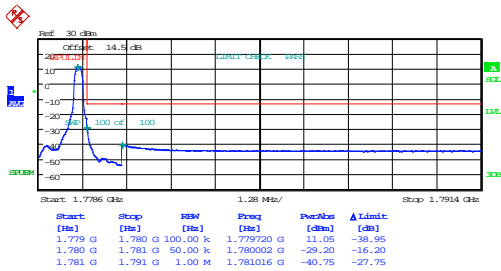 Ref 30 dBm
Offset 14.5 dB
LIMIT CHECK PASS
20
10
A
SGL
0
1
AVG
-10
LVL
-20
SWP 100 of 100
-30
-40
-50
3DB
-60
Start 1.7786 GHz 1.28 MHz/ Stop 1.7914 GHz
Start Stop RBW Freq PwrAbs Δ Limit
[Hz] [Hz] [Hz] [Hz] [dBm] [dB]
1.779 G 1.780 G 100.00 k 1.779720 G 11.05 -38.95
1.780 G 1.781 G 50.00 k 1.780002 G -29.20 -16.20
1.781 G 1.791 G 1.00 M 1.781016 G -40.75 -27.75